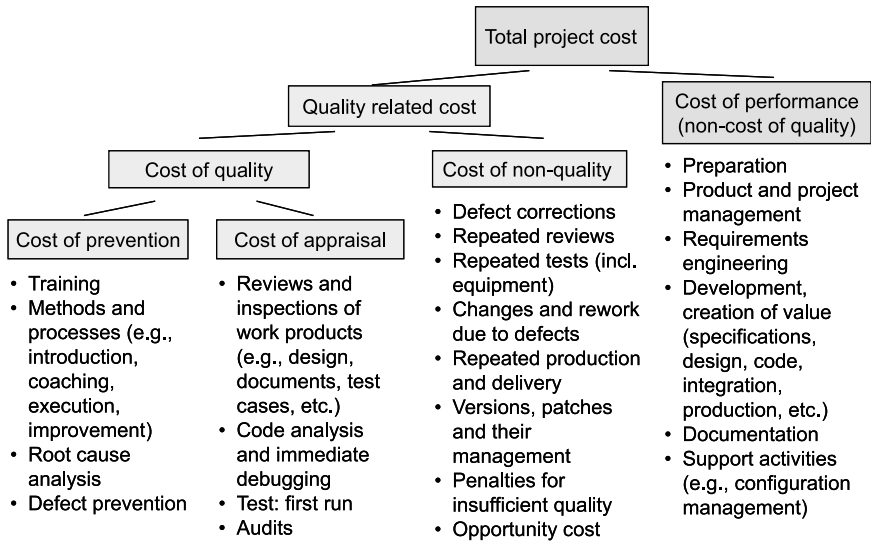 Total project cost
Quality related cost
Cost of performance
(non-cost of quality)
Cost of quality
Cost of non-quality
Cost of prevention
Cost of appraisal
• Training
• Methods and
processes (e.g.,
introduction,
coaching,
execution,
improvement)
• Root cause
analysis
• Defect prevention
• Reviews and
inspections of
work products
(e.g., design,
documents, test
cases, etc.)
• Code analysis
and immediate
debugging
• Test: first run
• Audits
• Defect corrections
• Repeated reviews
• Repeated tests (incl.
equipment)
• Changes and rework
due to defects
• Repeated production
and delivery
• Versions, patches
and their
management
• Penalties for
insufficient quality
• Opportunity cost
• Preparation
• Product and project
management
• Requirements
engineering
• Development,
creation of value
(specifications,
design, code,
integration,
production, etc.)
• Documentation
• Support activities
(e.g., configuration
management)